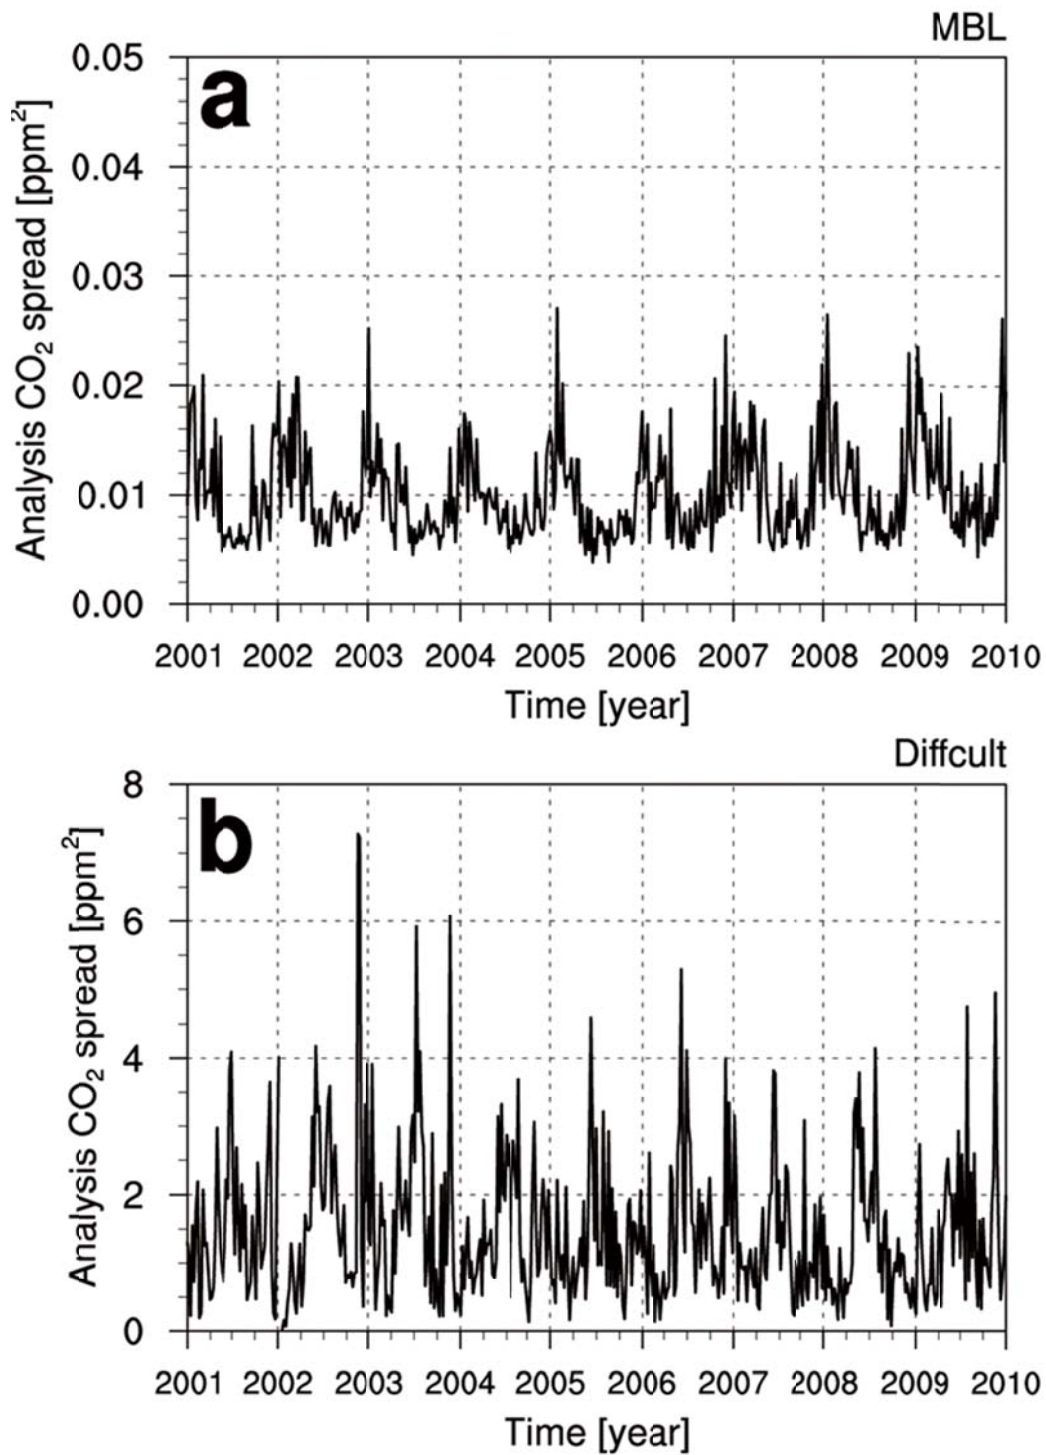 MBL
a
Analysis CO₂ spread [ppm²]
0.05
0.04
0.03
0.02
0.01
0.00
2001 2002 2003 2004 2005 2006 2007 2008 2009 2010
Time [year]
Diffcult
b
Analysis CO₂ spread [ppm²]
8
6
4
2
0
2001 2002 2003 2004 2005 2006 2007 2008 2009 2010
Time [year]